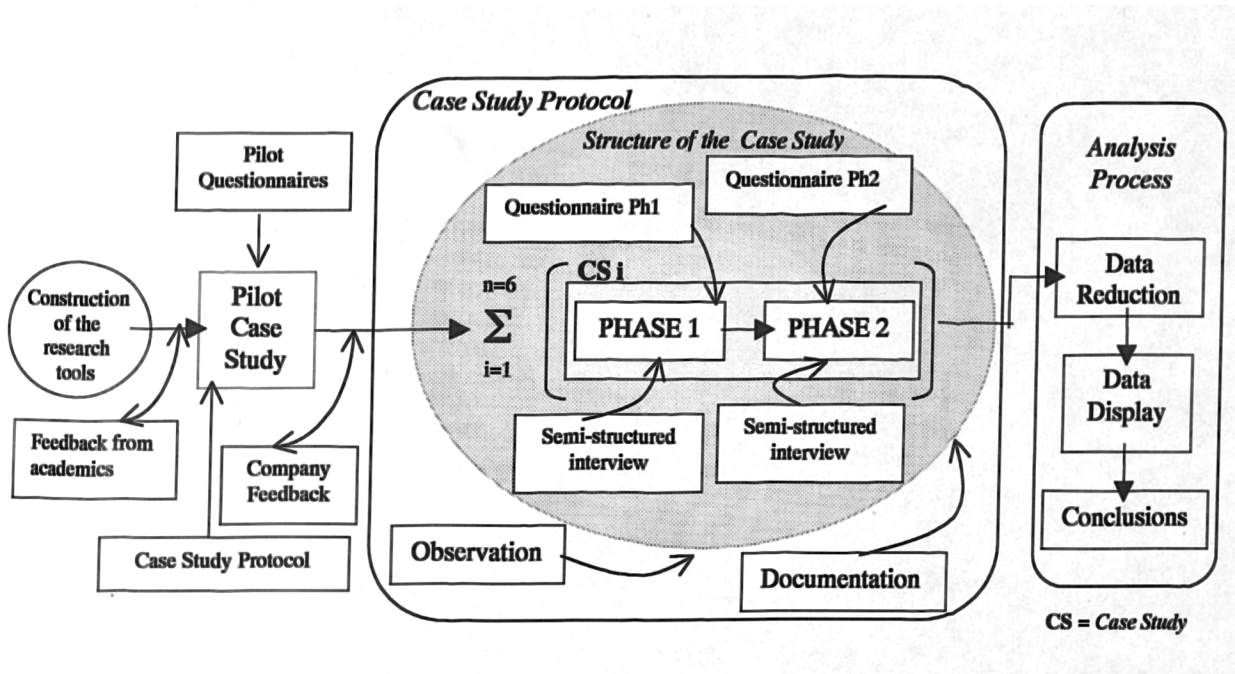 Case Study Protocol
Structure of the Case Study
Analysis
Process
Pilot
Questionnaires
Questionnaire Ph1
Questionnaire Ph2
Construction
of the
research
tools
Pilot
Case
Study
n=6
Σ
i=1
CS i
PHASE 1
PHASE 2
Data
Reduction
Data
Display
Conclusions
Feedback from
academics
Company
Feedback
Case Study Protocol
Semi-structured
interview
Semi-structured
interview
Observation
Documentation
CS = Case Study